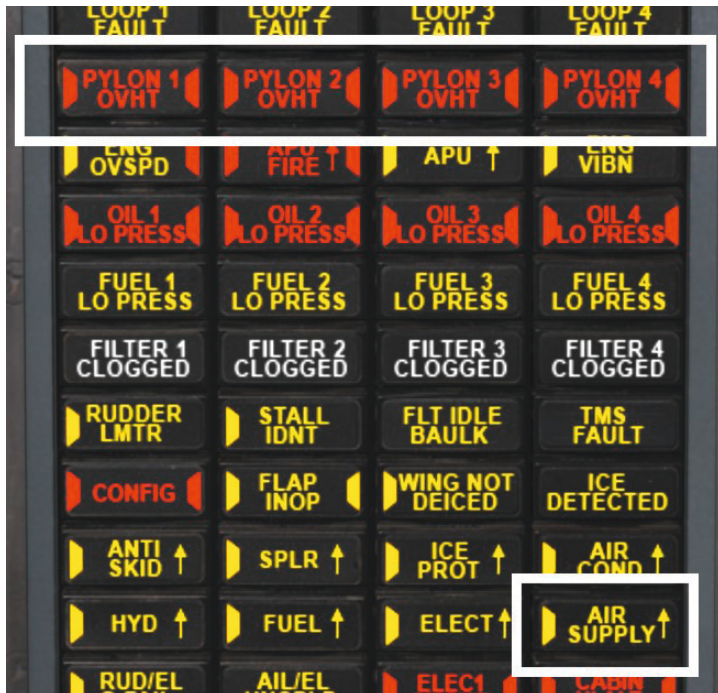 LOOP 1 LOOP 2 LOOP 3 LOOP 4
FAULT FAULT FAULT FAULT
PYLON 1 PYLON 2 PYLON 3 PYLON 4
OVHT OVHT OVHT OVHT
ENG APU APU ↑ ENG
OVSPD FIRE ↑ VIBN
OIL 1 OIL 2 OIL 3 OIL 4
LO PRESS LO PRESS LO PRESS LO PRESS
FUEL 1 FUEL 2 FUEL 3 FUEL 4
LO PRESS LO PRESS LO PRESS LO PRESS
FILTER 1 FILTER 2 FILTER 3 FILTER 4
CLOGGED CLOGGED CLOGGED CLOGGED
RUDDER STALL FLT IDLE TMS
LMTR IDNT BAULK FAULT
CONFIG FLAP WING NOT ICE
INOP DEICED DETECTED
ANTI SPLR ↑ ICE AIR
SKID ↑ PROT ↑ COND ↑
HYD ↑ FUEL ↑ ELECT ↑ AIR
SUPPLY ↑
RUD/EL AIL/EL ELEC1 CABIN